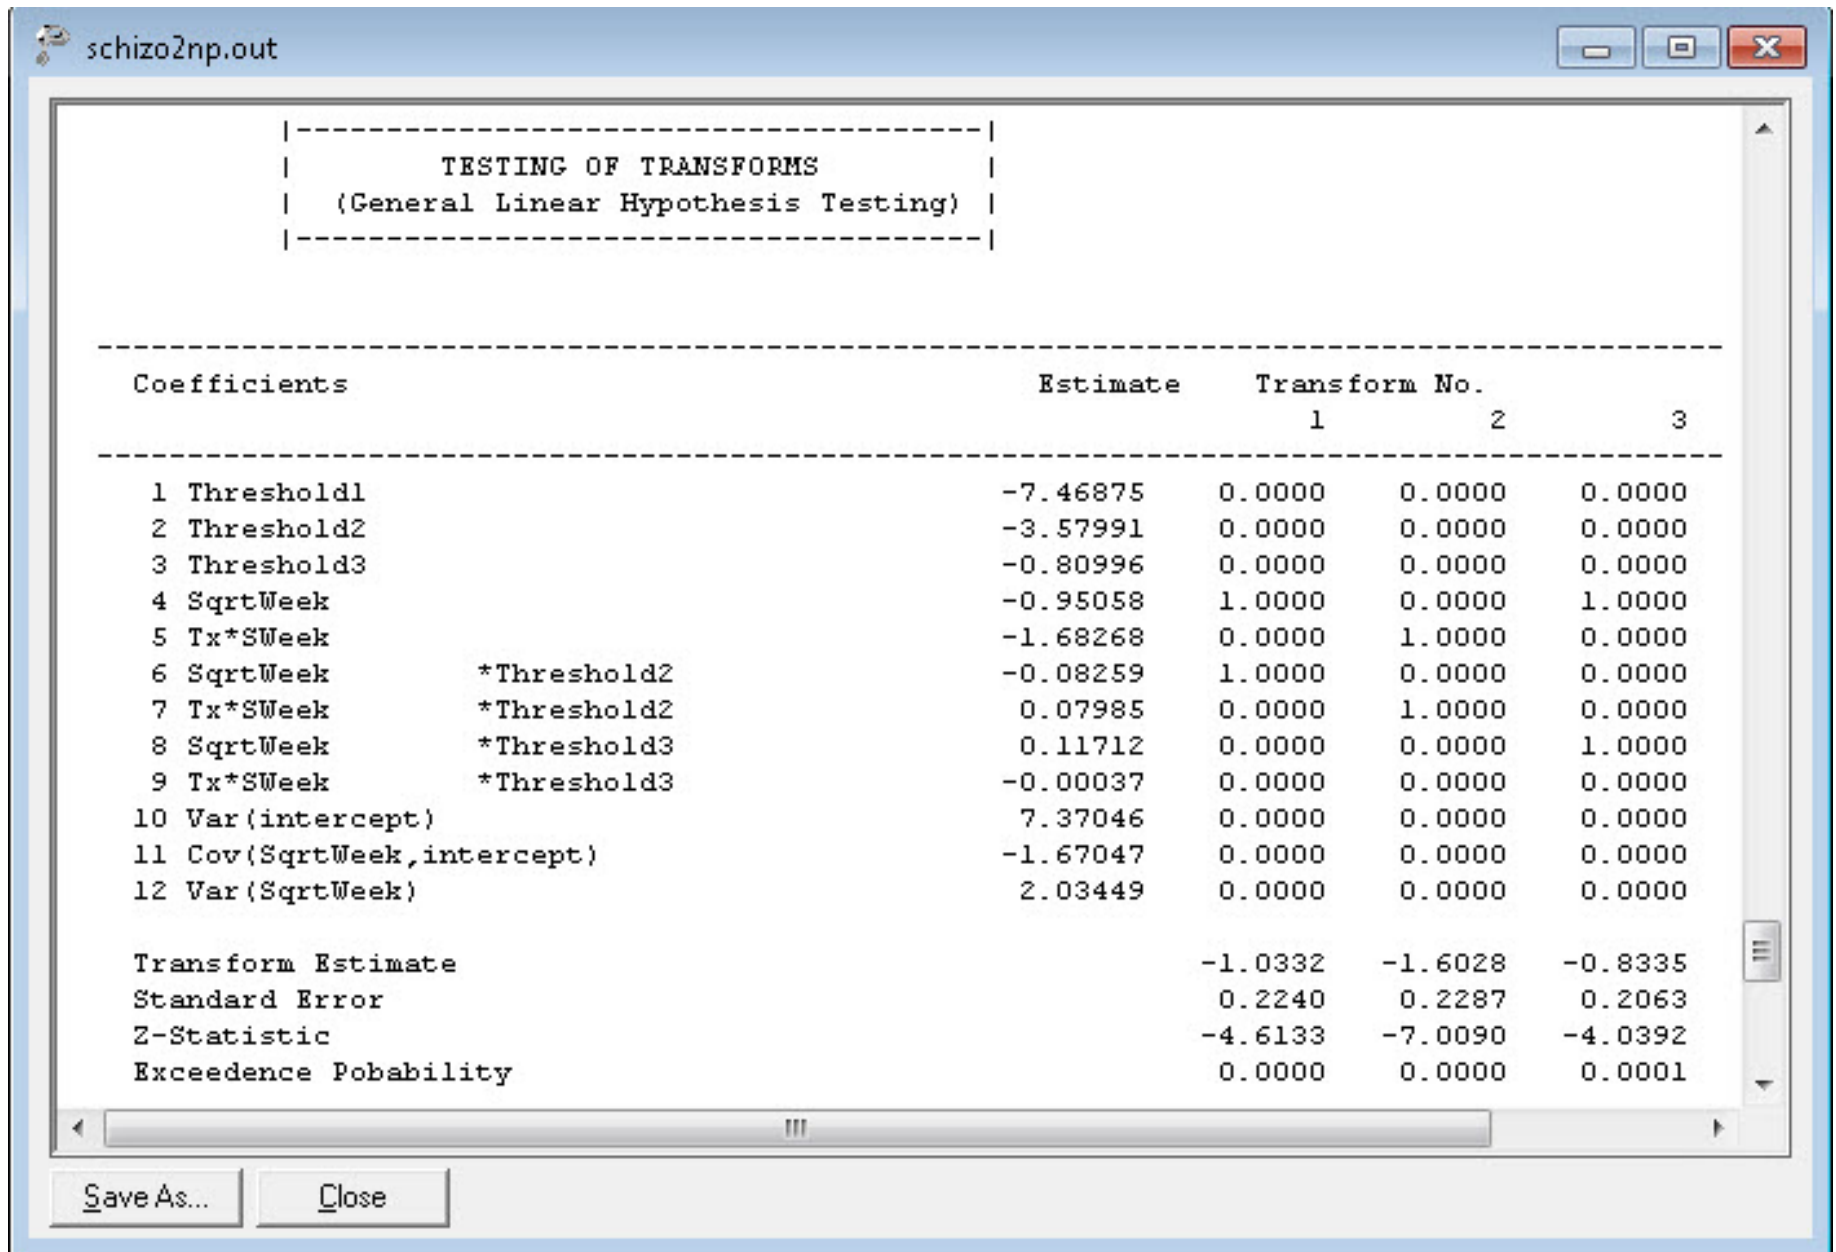 schizo2np.out
|--------------------------------------|
| TESTING OF TRANSFORMS |
| (General Linear Hypothesis Testing) |
|--------------------------------------|
------------------------------------------------------------------------------------------
Coefficients Estimate Transform No.
1 2 3
------------------------------------------------------------------------------------------
1 Threshold1 -7.46875 0.0000 0.0000 0.0000
2 Threshold2 -3.57991 0.0000 0.0000 0.0000
3 Threshold3 -0.80996 0.0000 0.0000 0.0000
4 SqrtWeek -0.95058 1.0000 0.0000 1.0000
5 Tx*SWeek -1.68268 0.0000 1.0000 0.0000
6 SqrtWeek *Threshold2 -0.08259 1.0000 0.0000 0.0000
7 Tx*SWeek *Threshold2 0.07985 0.0000 1.0000 0.0000
8 SqrtWeek *Threshold3 0.11712 0.0000 0.0000 1.0000
9 Tx*SWeek *Threshold3 -0.00037 0.0000 0.0000 0.0000
10 Var(intercept) 7.37046 0.0000 0.0000 0.0000
11 Cov(SqrtWeek,intercept) -1.67047 0.0000 0.0000 0.0000
12 Var(SqrtWeek) 2.03449 0.0000 0.0000 0.0000
Transform Estimate -1.0332 -1.6028 -0.8335
Standard Error 0.2240 0.2287 0.2063
Z-Statistic -4.6133 -7.0090 -4.0392
Exceedence Pobability 0.0000 0.0000 0.0001
Save As... Close